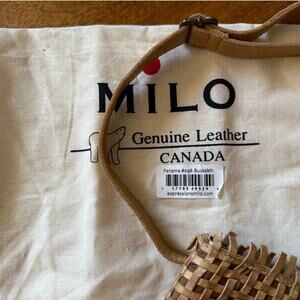 MILO
Genuine Leather
CANADA
Panama #096 Buckskin
expressionsmilo.com